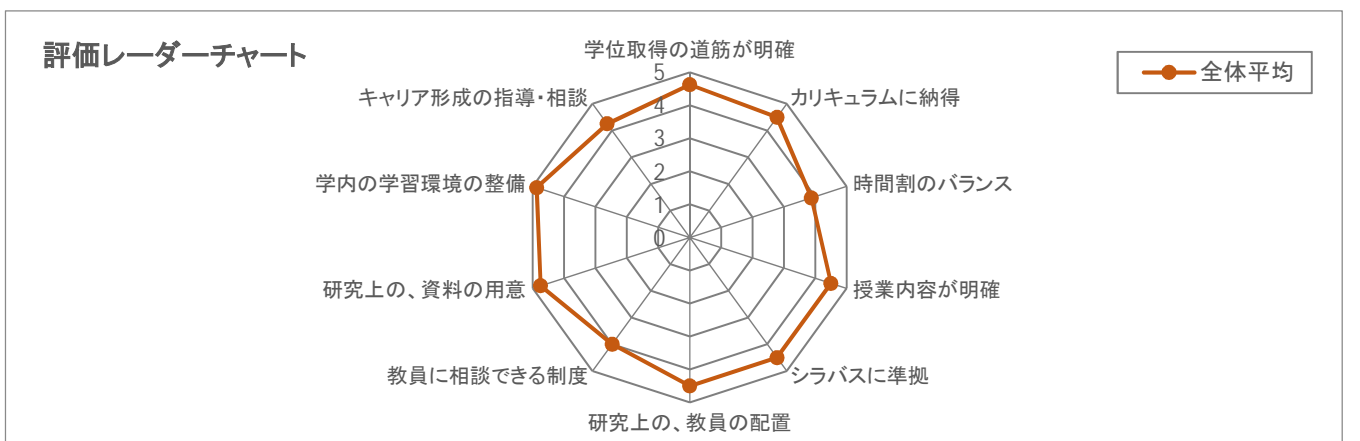 評価レーダーチャート
全体平均
学位取得の道筋が明確
カリキュラムに納得
時間割のバランス
授業内容が明確
シラバスに準拠
研究上の、教員の配置
教員に相談できる制度
研究上の、資料の用意
学内の学習環境の整備
キャリア形成の指導・相談
5
4
3
2
1
0